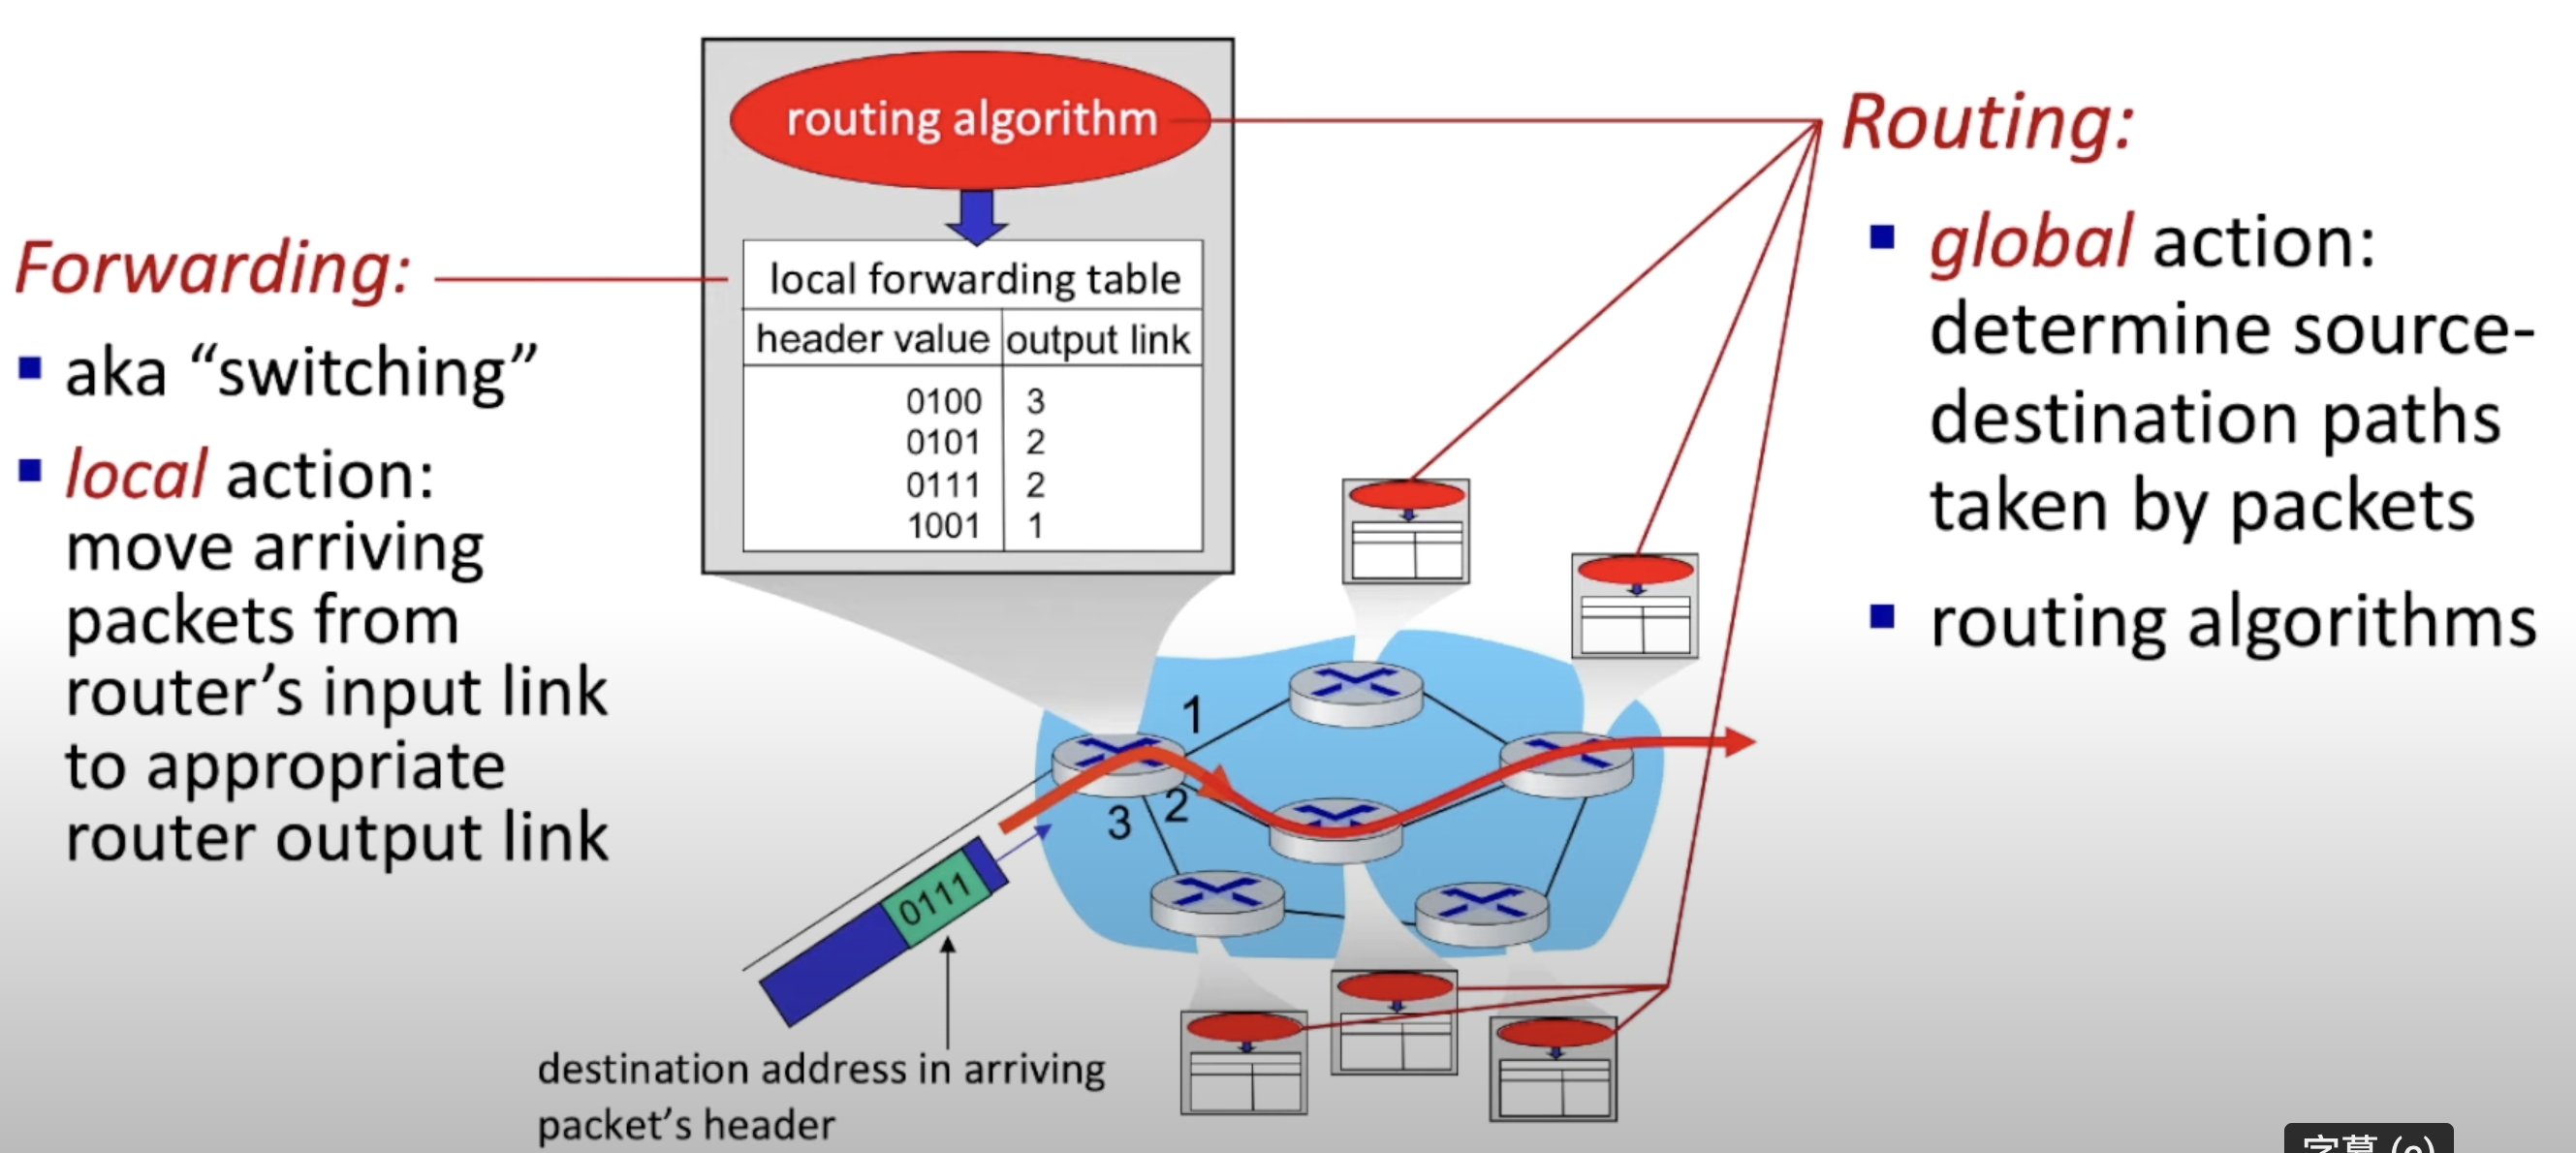 routing algorithm
local forwarding table
header value output link
0100 3
0101 2
0111 2
1001 1
Forwarding:
aka “switching”
local action:
move arriving
packets from
router’s input link
to appropriate
router output link
Routing:
global action:
determine source-
destination paths
taken by packets
routing algorithms
1
2
3
0111
destination address in arriving
packet’s header
字幕 (c)